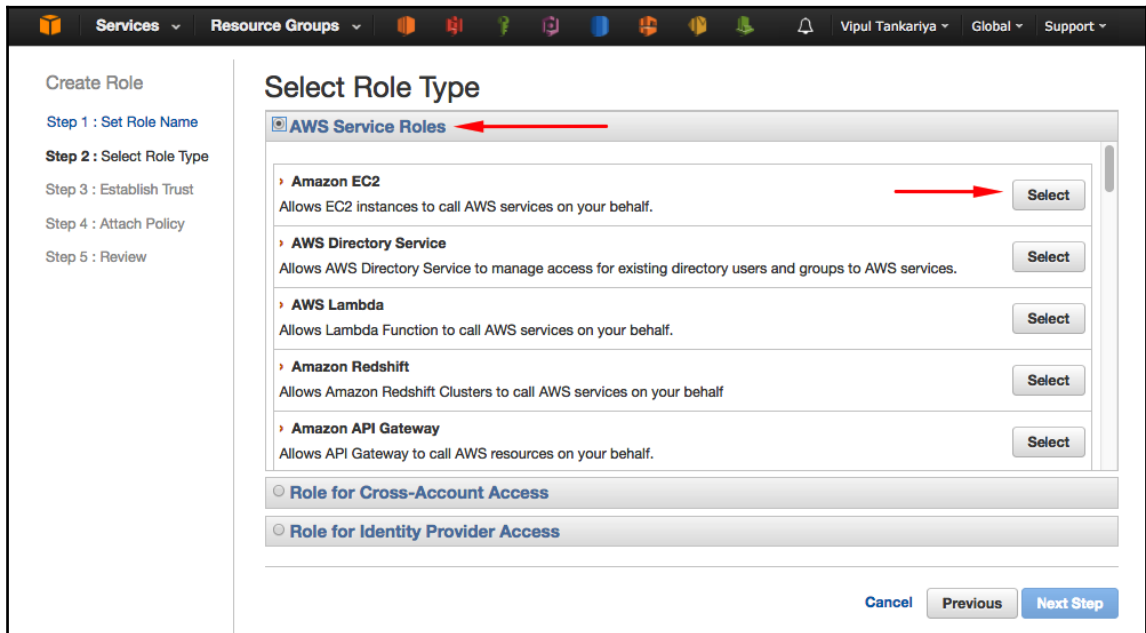 Services Resource Groups Vipul Tankariya Global Support
Create Role
Step 1 : Set Role Name
Step 2 : Select Role Type
Step 3 : Establish Trust
Step 4 : Attach Policy
Step 5 : Review
Select Role Type
AWS Service Roles
Amazon EC2
Allows EC2 instances to call AWS services on your behalf.
Select
AWS Directory Service
Allows AWS Directory Service to manage access for existing directory users and groups to AWS services.
Select
AWS Lambda
Allows Lambda Function to call AWS services on your behalf.
Select
Amazon Redshift
Allows Amazon Redshift Clusters to call AWS services on your behalf
Select
Amazon API Gateway
Allows API Gateway to call AWS resources on your behalf.
Select
Role for Cross-Account Access
Role for Identity Provider Access
Cancel Previous Next Step